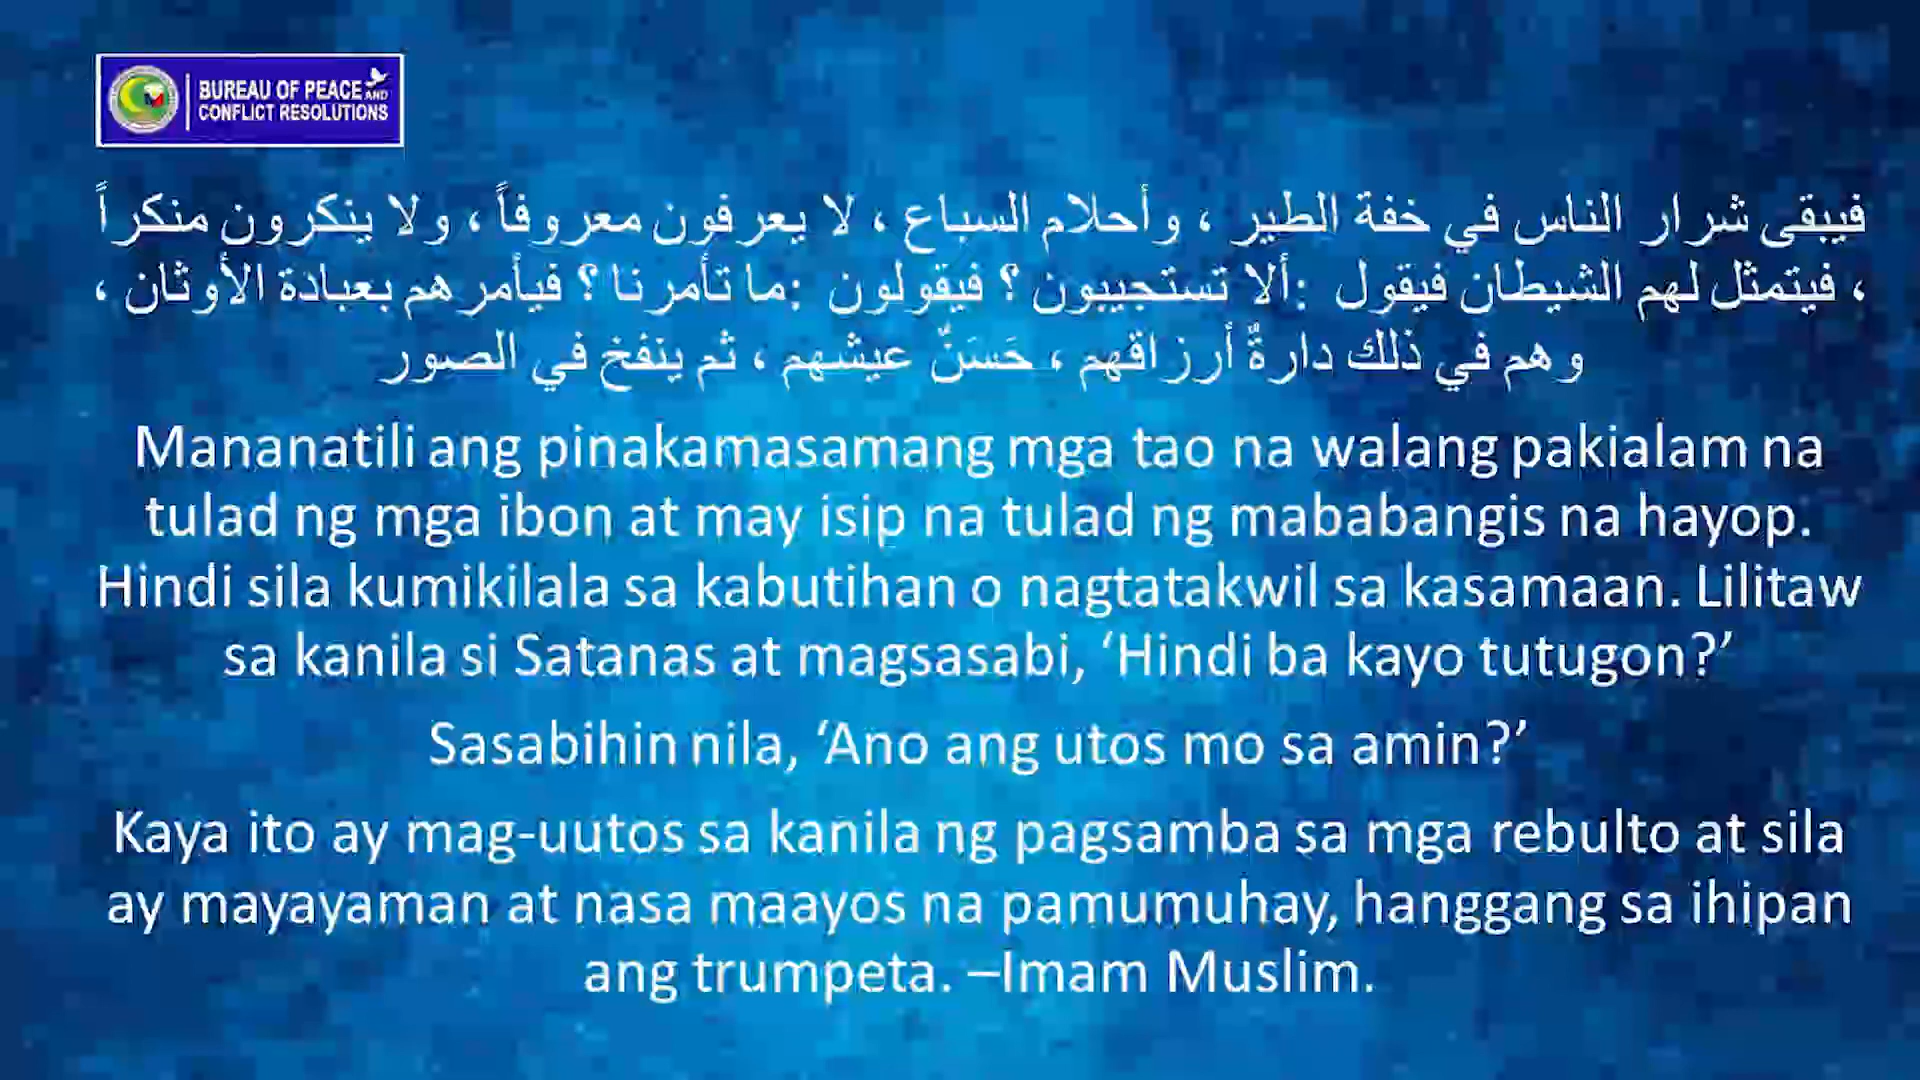 BUREAU OF PEACE AND
CONFLICT RESOLUTIONS
فيبقى شرار الناس في خفة الطير ، وأحلام السباع ، لا يعرفون معروفاً ، ولا ينكرون منكراً
، فيتمثل لهم الشيطان فيقول :ألا تستجيبون ؟ فيقولون :ما تأمرنا ؟ فيأمرهم بعبادة الأوثان ،
وهم في ذلك دارةٌ أرزاقهم ، حَسَنٌ عيشهم ، ثم ينفخ في الصور
Mananatili ang pinakamasamang mga tao na walang pakialam na
tulad ng mga ibon at may isip na tulad ng mababangis na hayop.
Hindi sila kumikilala sa kabutihan o nagtatakwil sa kasamaan. Lilitaw
sa kanila si Satanas at magsasabi, ‘Hindi ba kayo tutugon?’
Sasabihin nila, ‘Ano ang utos mo sa amin?’
Kaya ito ay mag-uutos sa kanila ng pagsamba sa mga rebulto at sila
ay mayayaman at nasa maayos na pamumuhay, hanggang sa ihipan
ang trumpeta. –Imam Muslim.